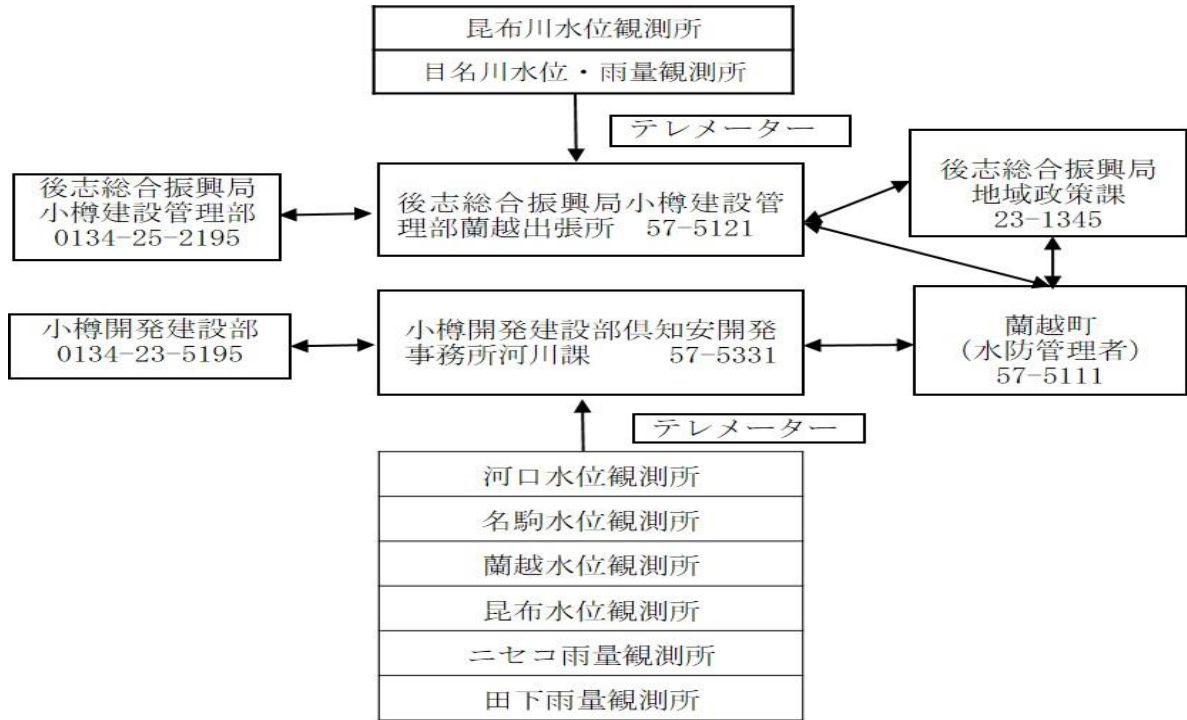 昆布川水位観測所
目名川水位・雨量観測所
テレメーター
後志総合振興局
小樽建設管理部
0134-25-2195
後志総合振興局小樽建設管
理部蘭越出張所 57-5121
後志総合振興局
地域政策課
23-1345
小樽開発建設部
0134-23-5195
小樽開発建設部倶知安開発
事務所河川課 57-5331
蘭越町
(水防管理者)
57-5111
テレメーター
河口水位観測所
名駒水位観測所
蘭越水位観測所
昆布水位観測所
ニセコ雨量観測所
田下雨量観測所